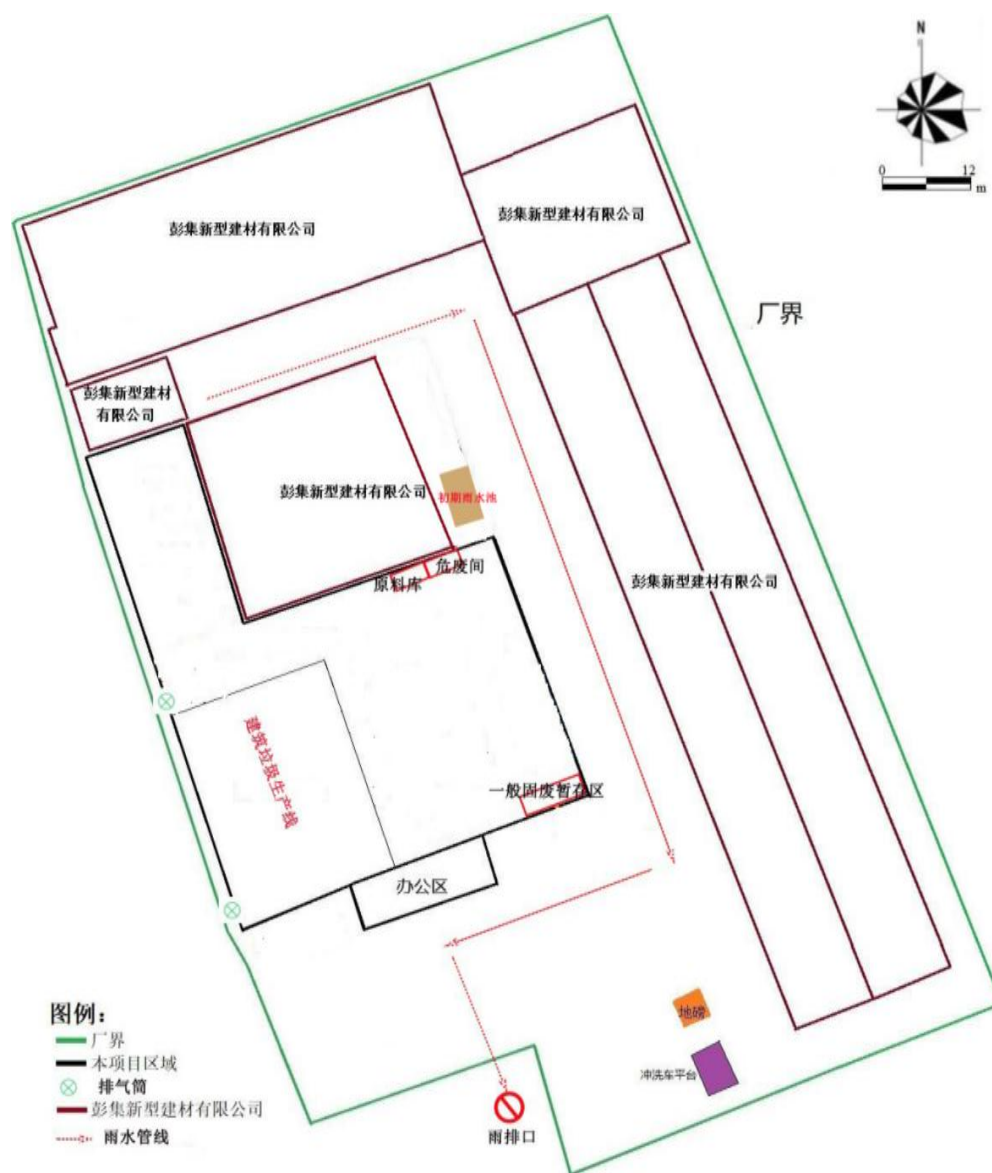 N
0 12
m
彭集新型建材有限公司
彭集新型建材有限公司
厂界
彭集新型建材
有限公司
彭集新型建材有限公司
初期雨水池
危废间
原料库
彭集新型建材有限公司
建筑垃圾生产线
一般固废暂存区
办公区
地磅
冲洗车平台
雨排口
图例：
厂界
本项目区域
排气筒
彭集新型建材有限公司
雨水管线